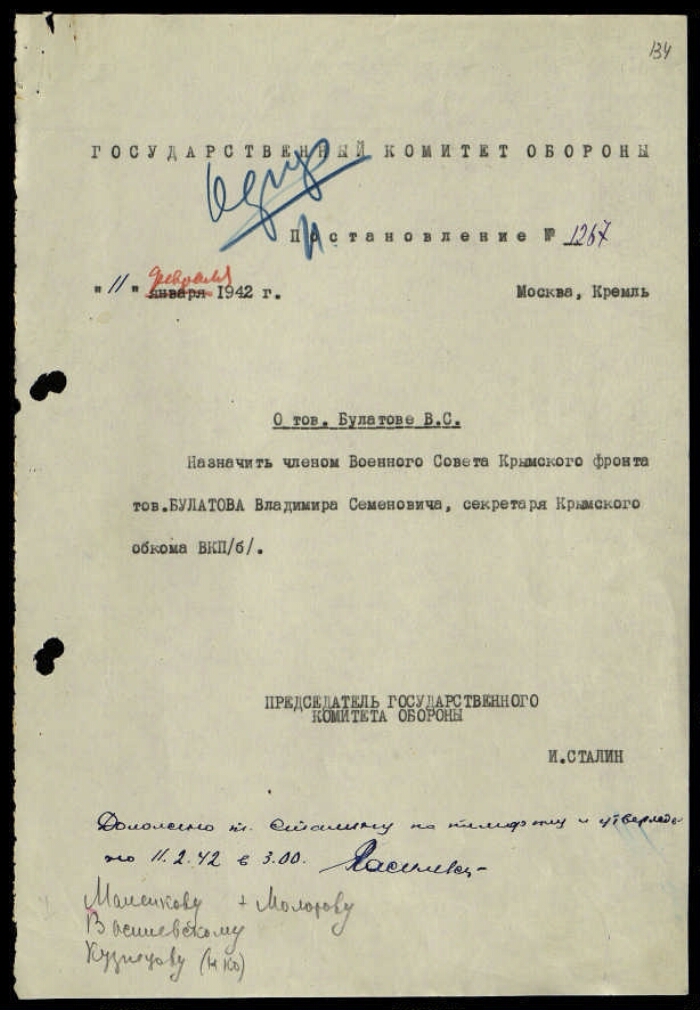 134
ГОСУДАРСТВЕННЫЙ КОМИТЕТ ОБОРОНЫ
Постановление № 1267
февраля
"11" января 1942 г. Москва, Кремль
О тов. Булатове В.С.
Назначить членом Военного Совета Крымского фронта
тов.БУЛАТОВА Владимира Семеновича, секретаря Крымского
обкома ВКП/б/.
ПРЕДСЕДАТЕЛЬ ГОСУДАРСТВЕННОГО
КОМИТЕТА ОБОРОНЫ
И.СТАЛИН
Доложено т. Сталину по телефону и утвержде-
но 11.2.42 в 3.00.
Маленкову + Молотову
Василевскому
Кузнецову (НКО)